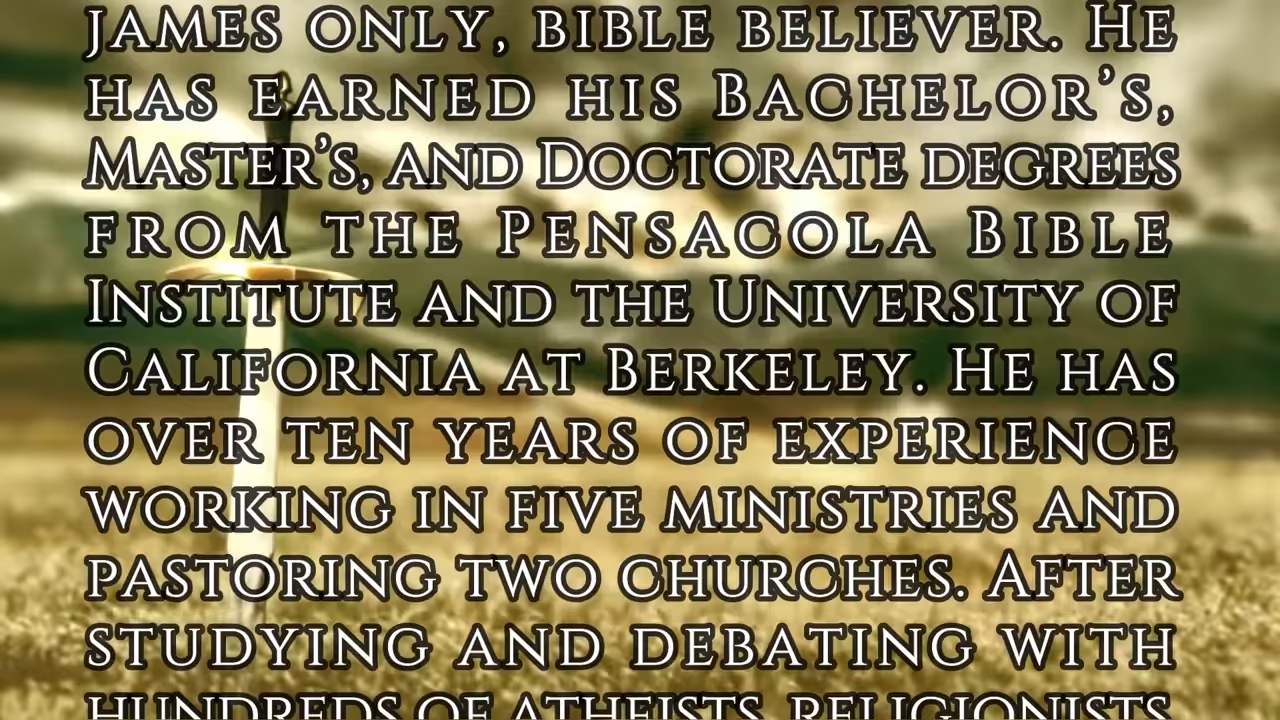 JAMES ONLY, BIBLE BELIEVER. HE
HAS EARNED HIS BACHELOR'S,
MASTER'S, AND DOCTORATE DEGREES
FROM THE PENSACOLA BIBLE
INSTITUTE AND THE UNIVERSITY OF
CALIFORNIA AT BERKELEY. HE HAS
OVER TEN YEARS OF EXPERIENCE
WORKING IN FIVE MINISTRIES AND
PASTORING TWO CHURCHES. AFTER
STUDYING AND DEBATING WITH
HUNDREDS OF ATHEISTS, RELIGIONISTS,